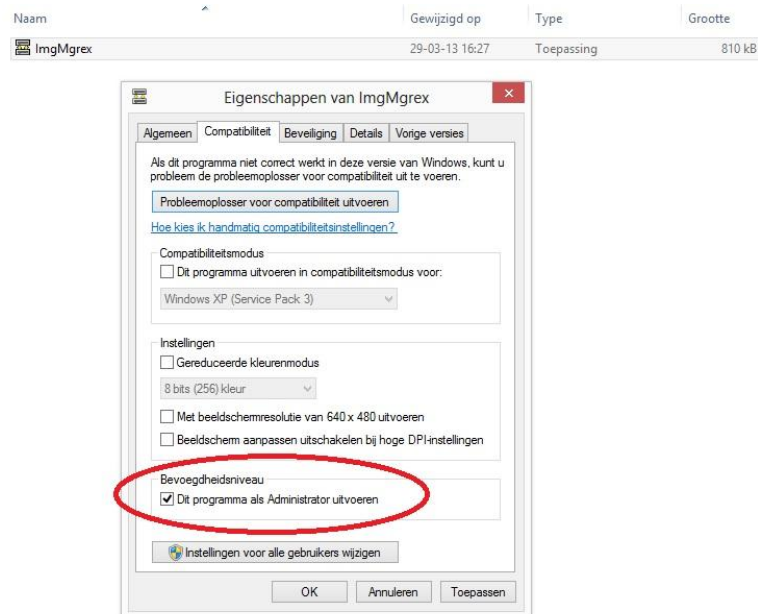 Naam Gewijzigd op Type Grootte
ImgMgrex 29-03-13 16:27 Toepassing 810 kB
Eigenschappen van ImgMgrex
Algemeen Compatibiliteit Beveiliging Details Vorige versies
Als dit programma niet correct werkt in deze versie van Windows, kunt u
probleem de probleemoplosser voor compatibiliteit uit te voeren.
Probleemoplosser voor compatibiliteit uitvoeren
Hoe kies ik handmatig compatibiliteitsinstellingen?
Compatibiliteitsmodus
Dit programma uitvoeren in compatibiliteitsmodus voor:
Windows XP (Service Pack 3)
Instellingen
Gereduceerde kleurenmodus
8 bits (256) kleur
Met beeldschermresolutie van 640 x 480 uitvoeren
Beeldscherm aanpassen uitschakelen bij hoge DPI-instellingen
Bevoegdheidsniveau
Dit programma als Administrator uitvoeren
Instellingen voor alle gebruikers wijzigen
OK Annuleren Toepassen